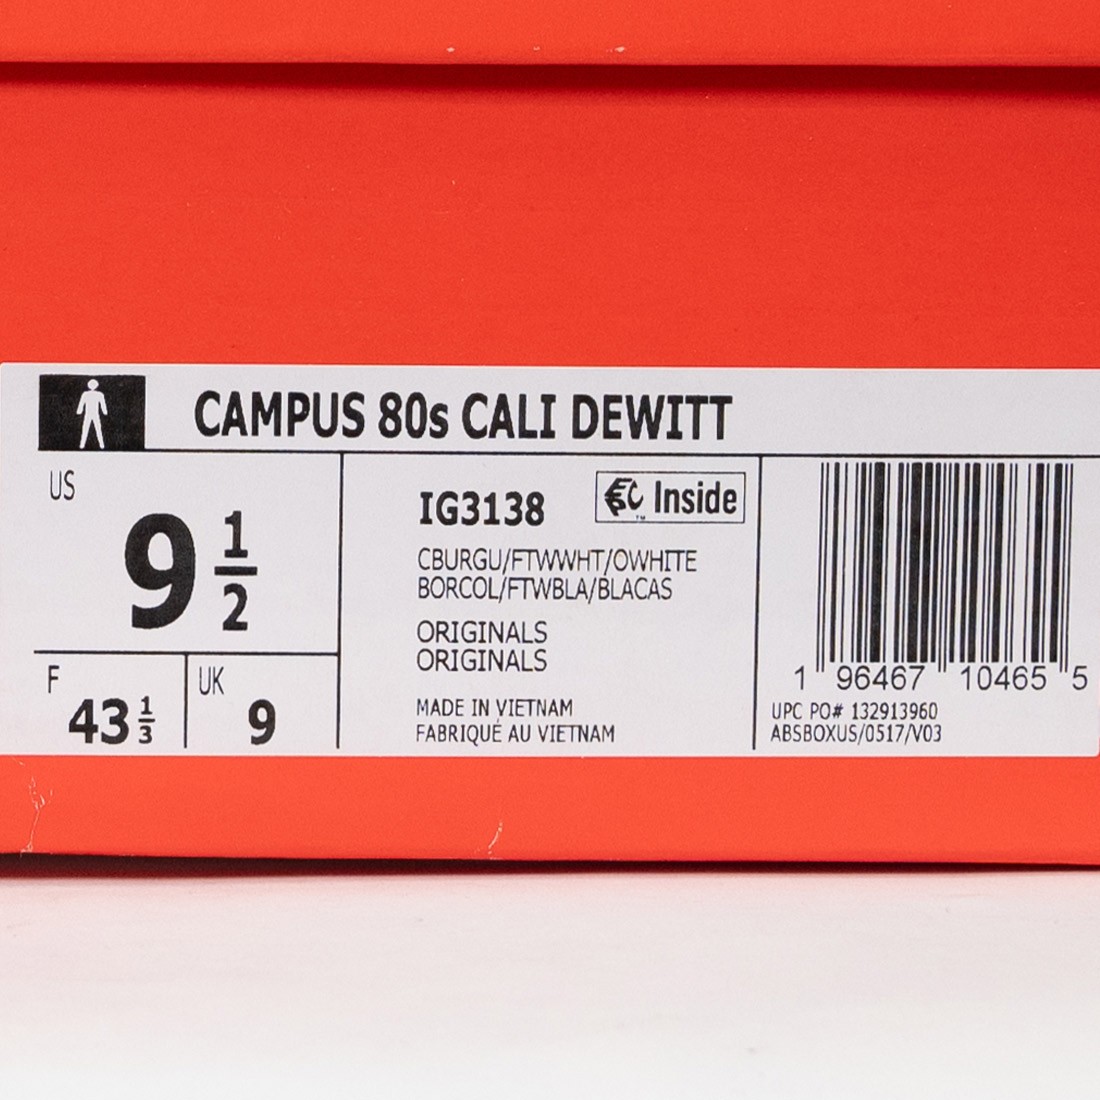 CAMPUS 80s CALI DEWITT
US
9 1/2
F
43 1/3
UK
9
IG3138
Inside
CBURGU/FTWWHT/OWHITE
BORCOL/FTWBLA/BLACAS
ORIGINALS
ORIGINALS
MADE IN VIETNAM
FABRIQUÉ AU VIETNAM
1 96467 10465 5
UPC PO# 132913960
ABSBOXUS/0517/V03